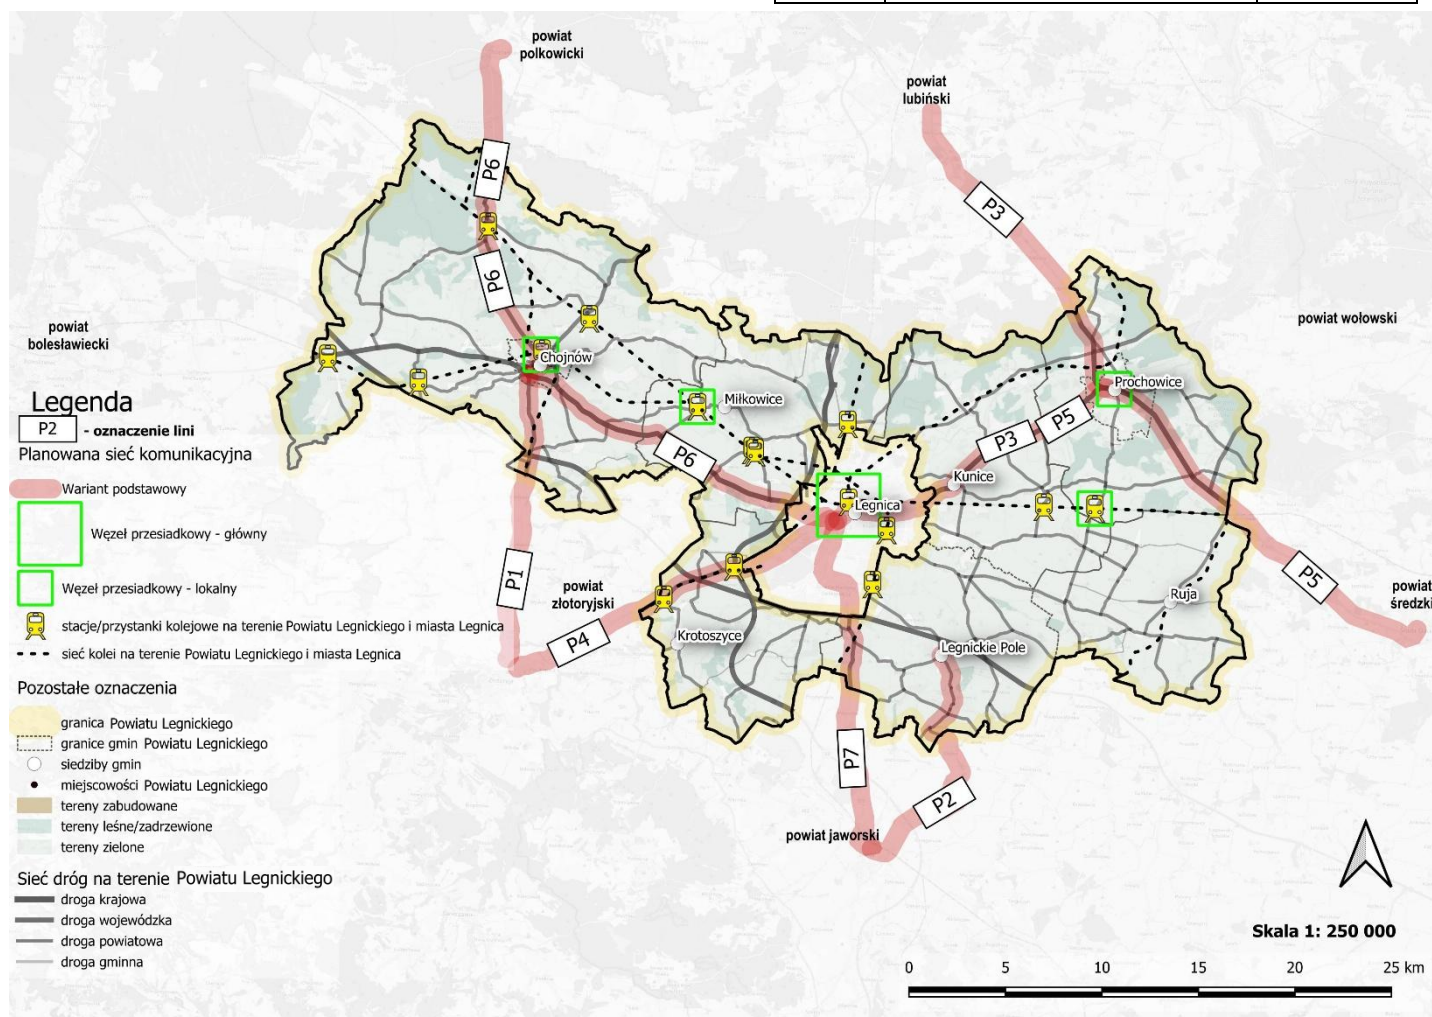 powiat
polkowicki
powiat
lubiński
P6
P3
P6
powiat wołowski
powiat
bolesławiecki
Chojnów
Prochowice
Miłkowice
P5
P3
P6
Kunice
Legnica
P1
P5
powiat
złotoryjski
powiat
średzki
Ruja
P4
Krotoszyce
Legnickie Pole
P7
P2
powiat jaworski
Legenda
P2 - oznaczenie lini
Planowana sieć komunikacyjna
Wariant podstawowy
Węzeł przesiadkowy - główny
Węzeł przesiadkowy - lokalny
stacje/przystanki kolejowe na terenie Powiatu Legnickiego i miasta Legnica
sieć kolei na terenie Powiatu Legnickiego i miasta Legnica
Pozostałe oznaczenia
granica Powiatu Legnickiego
granice gmin Powiatu Legnickiego
siedziby gmin
miejscowości Powiatu Legnickiego
tereny zabudowane
tereny leśne/zadrzewione
tereny zielone
Sieć dróg na terenie Powiatu Legnickiego
droga krajowa
droga wojewódzka
droga powiatowa
droga gminna
Skala 1: 250 000
0 5 10 15 20 25 km